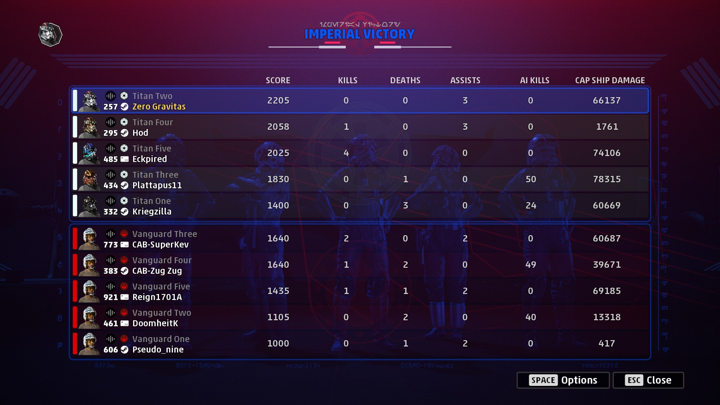 IMPERIAL VICTORY
SCORE KILLS DEATHS ASSISTS AI KILLS CAP SHIP DAMAGE
Titan Two
257 Zero Gravitas 2205 0 0 3 0 66137
Titan Four
295 Hod 2058 1 0 3 0 1761
Titan Five
485 Eckpired 2025 4 0 0 0 74106
Titan Three
434 Plattapus11 1830 0 1 0 50 78315
Titan One
332 Kriegzilla 1400 0 3 0 24 60669
Vanguard Three
773 CAB-SuperKev 1640 2 0 2 0 60687
Vanguard Four
383 CAB-Zug Zug 1640 1 2 0 49 39671
Vanguard Five
921 Reign1701A 1435 1 1 2 0 69185
Vanguard Two
461 DoomheitK 1105 0 2 0 40 13318
Vanguard One
606 Pseudo_nine 1000 0 1 2 0 417
SPACE Options ESC Close